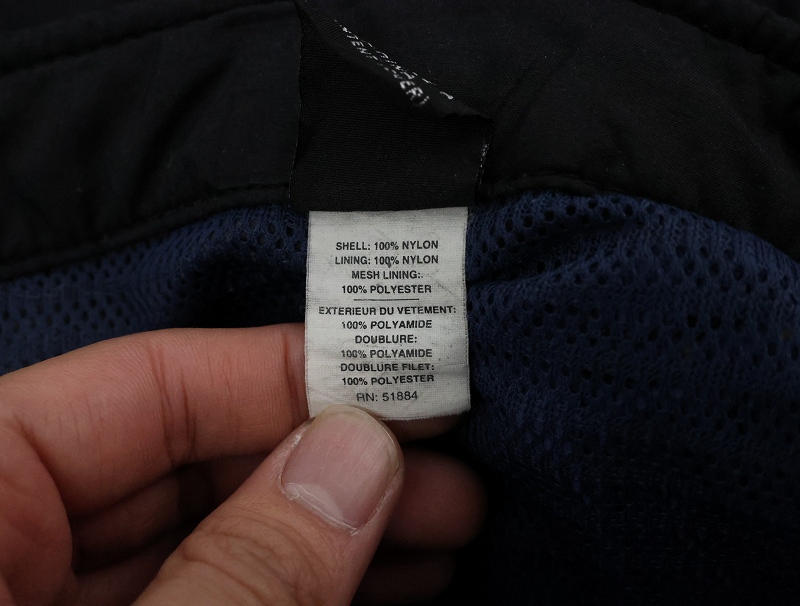 SHELL: 100% NYLON
LINING: 100% NYLON
MESH LINING:
100% POLYESTER
EXTERIEUR DU VETEMENT:
100% POLYAMIDE
DOUBLURE:
100% POLYAMIDE
DOUBLURE FILET:
100% POLYESTER
RN: 51884